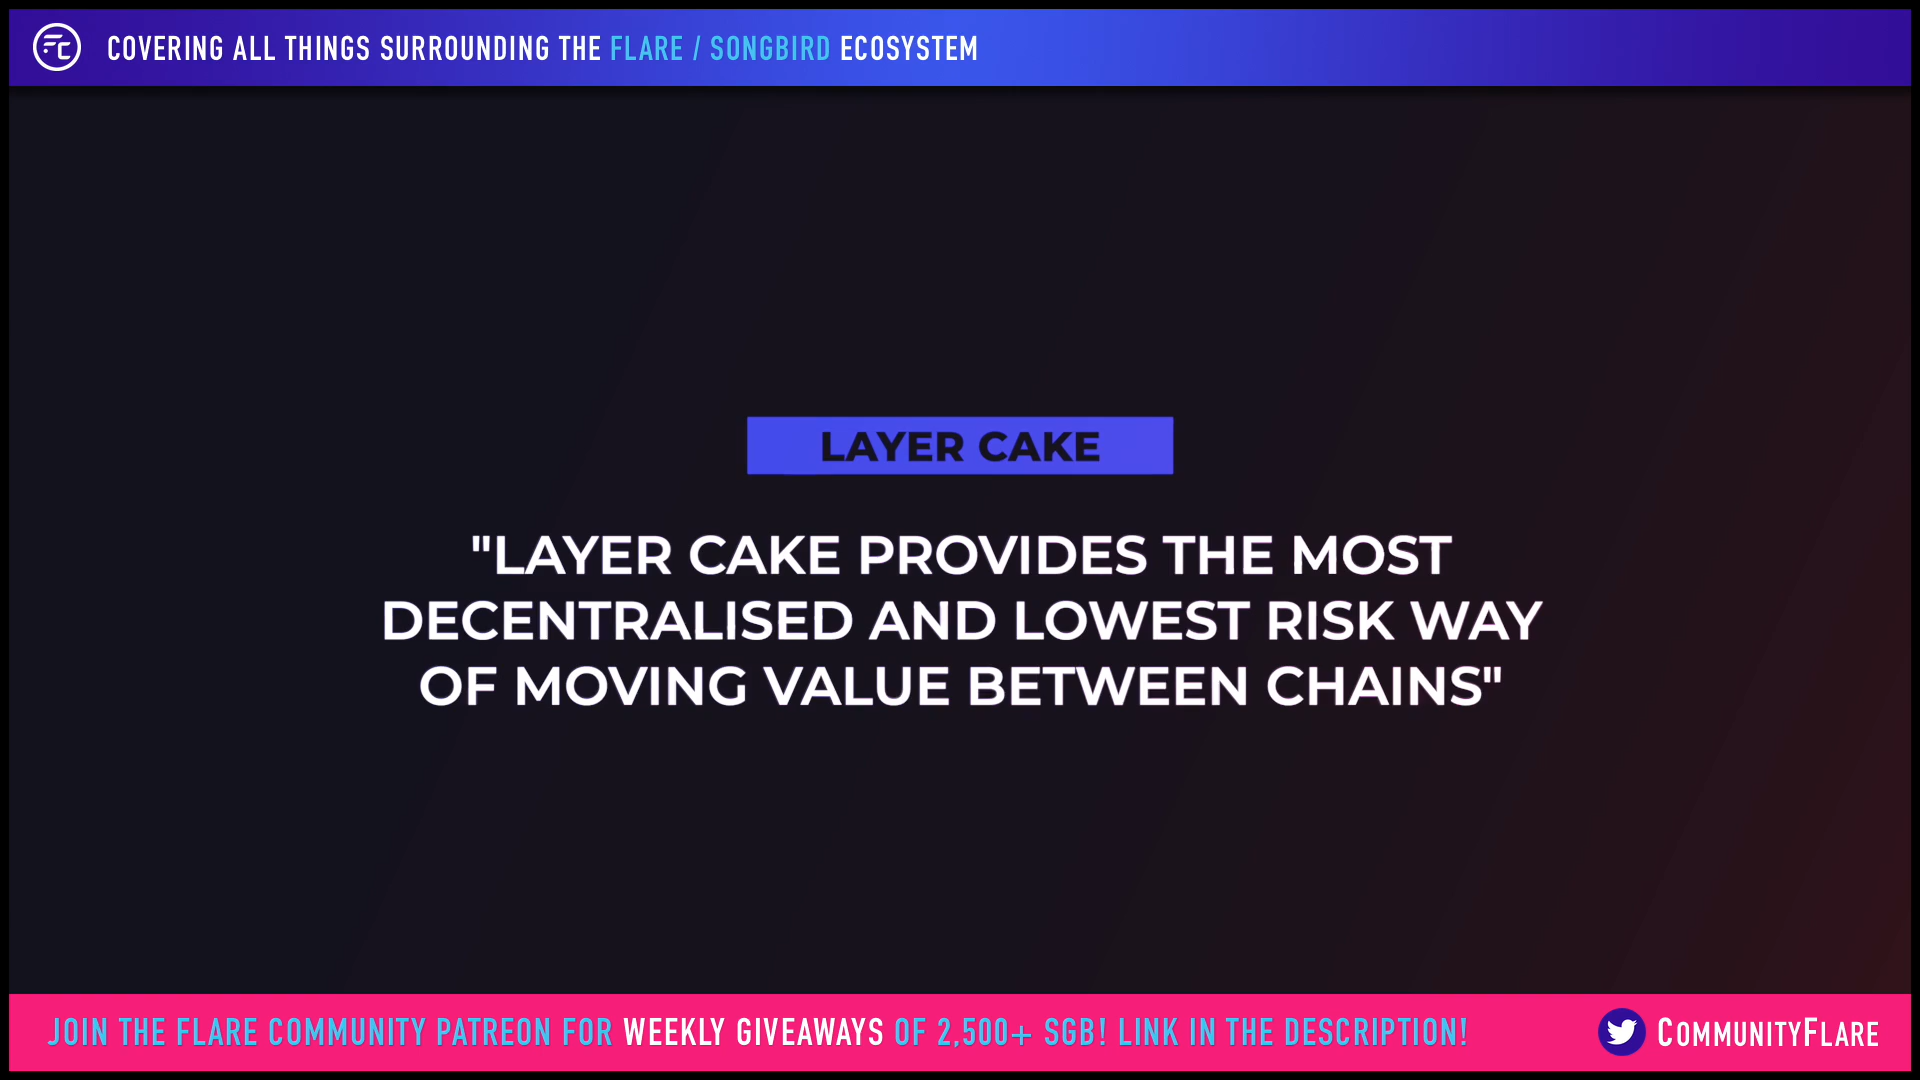 FC COVERING ALL THINGS SURROUNDING THE FLARE / SONGBIRD ECOSYSTEM
LAYER CAKE
"LAYER CAKE PROVIDES THE MOST
DECENTRALISED AND LOWEST RISK WAY
OF MOVING VALUE BETWEEN CHAINS"
JOIN THE FLARE COMMUNITY PATREON FOR WEEKLY GIVEAWAYS OF 2,500+ SGB! LINK IN THE DESCRIPTION! COMMUNITYFLARE